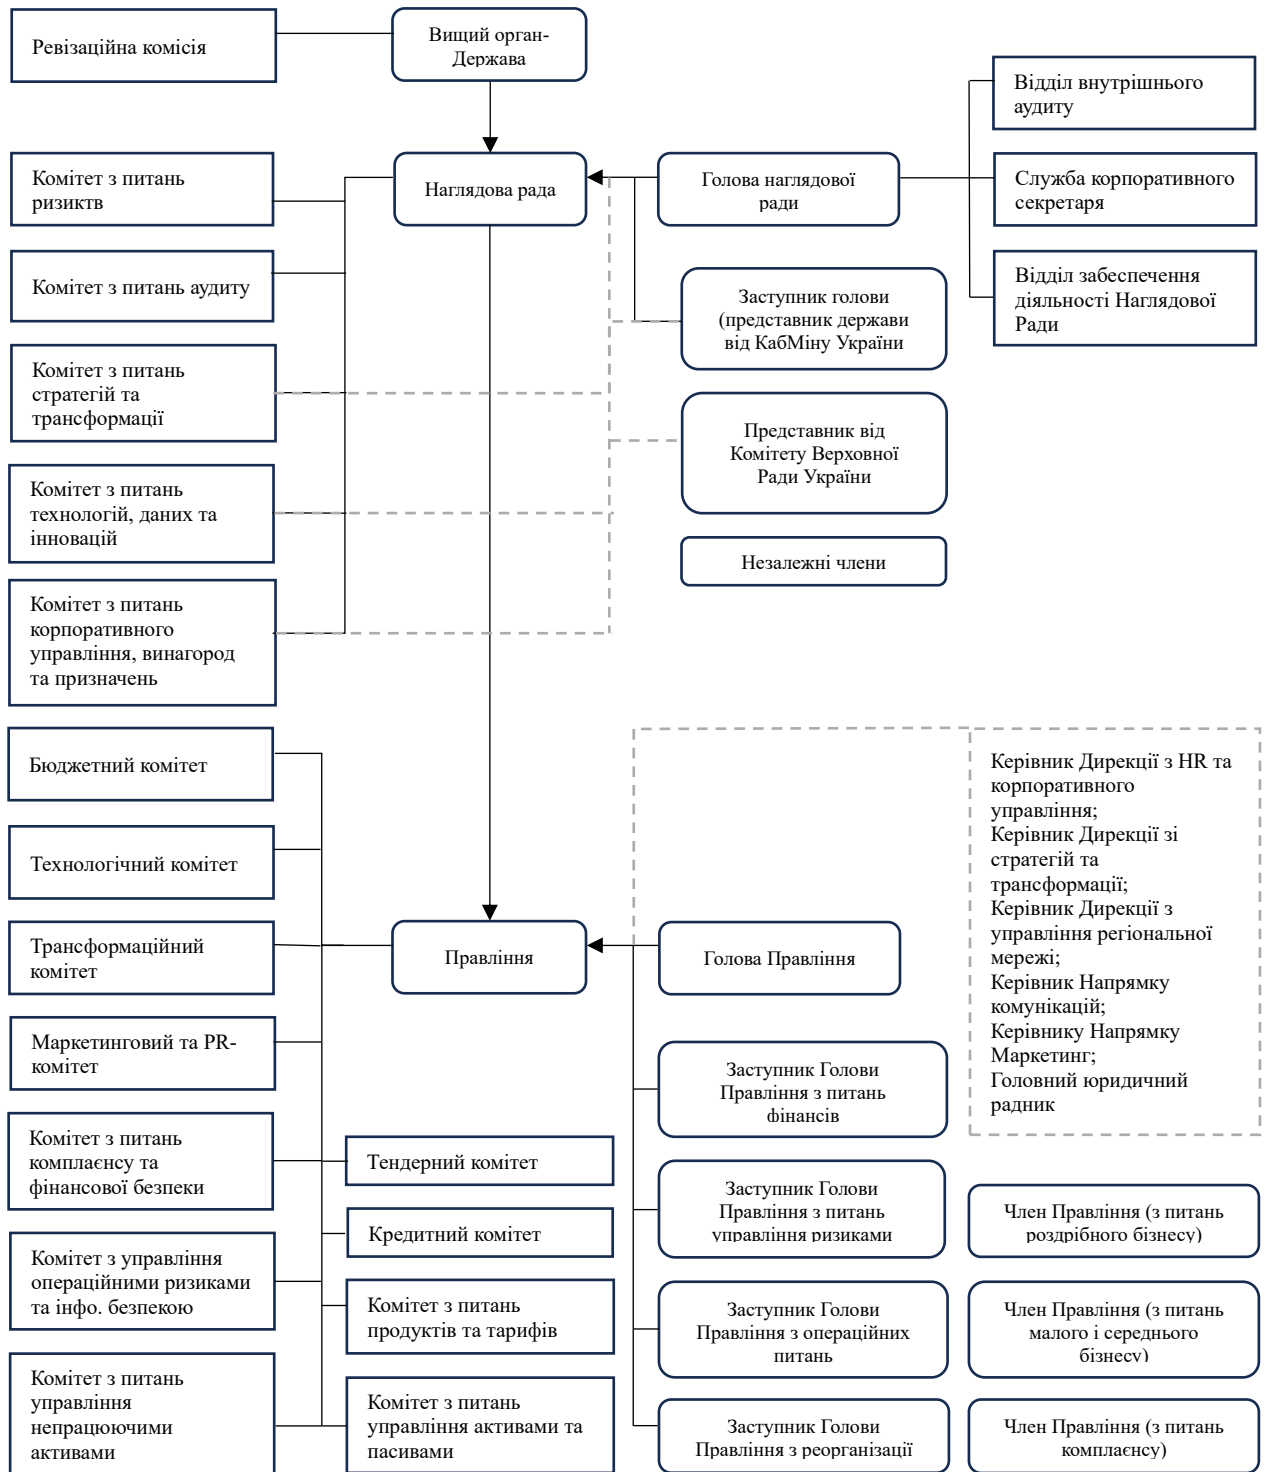 Ревізаційна комісія
Вищий орган-
Держава
Відділ внутрішнього
аудиту
Комітет з питань
ризиктв
Наглядова рада
Голова наглядової
ради
Служба корпоративного
секретаря
Комітет з питань аудиту
Заступник голови
(представник держави
від КабМіну України
Відділ забеспечення
діяльності Наглядової
Ради
Комітет з питань
стратегій та
трансформації
Представник від
Комітету Верховної
Ради України
Комітет з питань
технологій, даних та
інновацій
Незалежні члени
Комітет з питань
корпоративного
управління, винагород
та призначень
Бюджетний комітет
Керівник Дирекції з HR та
корпоративного
управління;
Керівник Дирекції зі
стратегій та
трансформації;
Керівник Дирекції з
управління регіональної
мережі;
Керівник Напрямку
комунікацій;
Керівнику Напрямку
Маркетинг;
Головний юридичний
радник
Технологічний комітет
Трансформаційний
комітет
Правління
Голова Правління
Маркетинговий та PR-
комітет
Заступник Голови
Правління з питань
фінансів
Комітет з питань
комплаєнсу та
фінансової безпеки
Тендерний комітет
Заступник Голови
Правління з питань
управління ризиками
Член Правління (з питань
роздрібного бізнесу)
Кредитний комітет
Комітет з управління
операційними ризиками
та інфо. безпекою
Комітет з питань
продуктів та тарифів
Заступник Голови
Правління з операційних
питань
Член Правління (з питань
малого і середнього
бізнесу)
Комітет з питань
управління
непрацюючими
активами
Комітет з питань
управління активами та
пасивами
Заступник Голови
Правління з реорганізації
Член Правління (з питань
комплаєнсу)